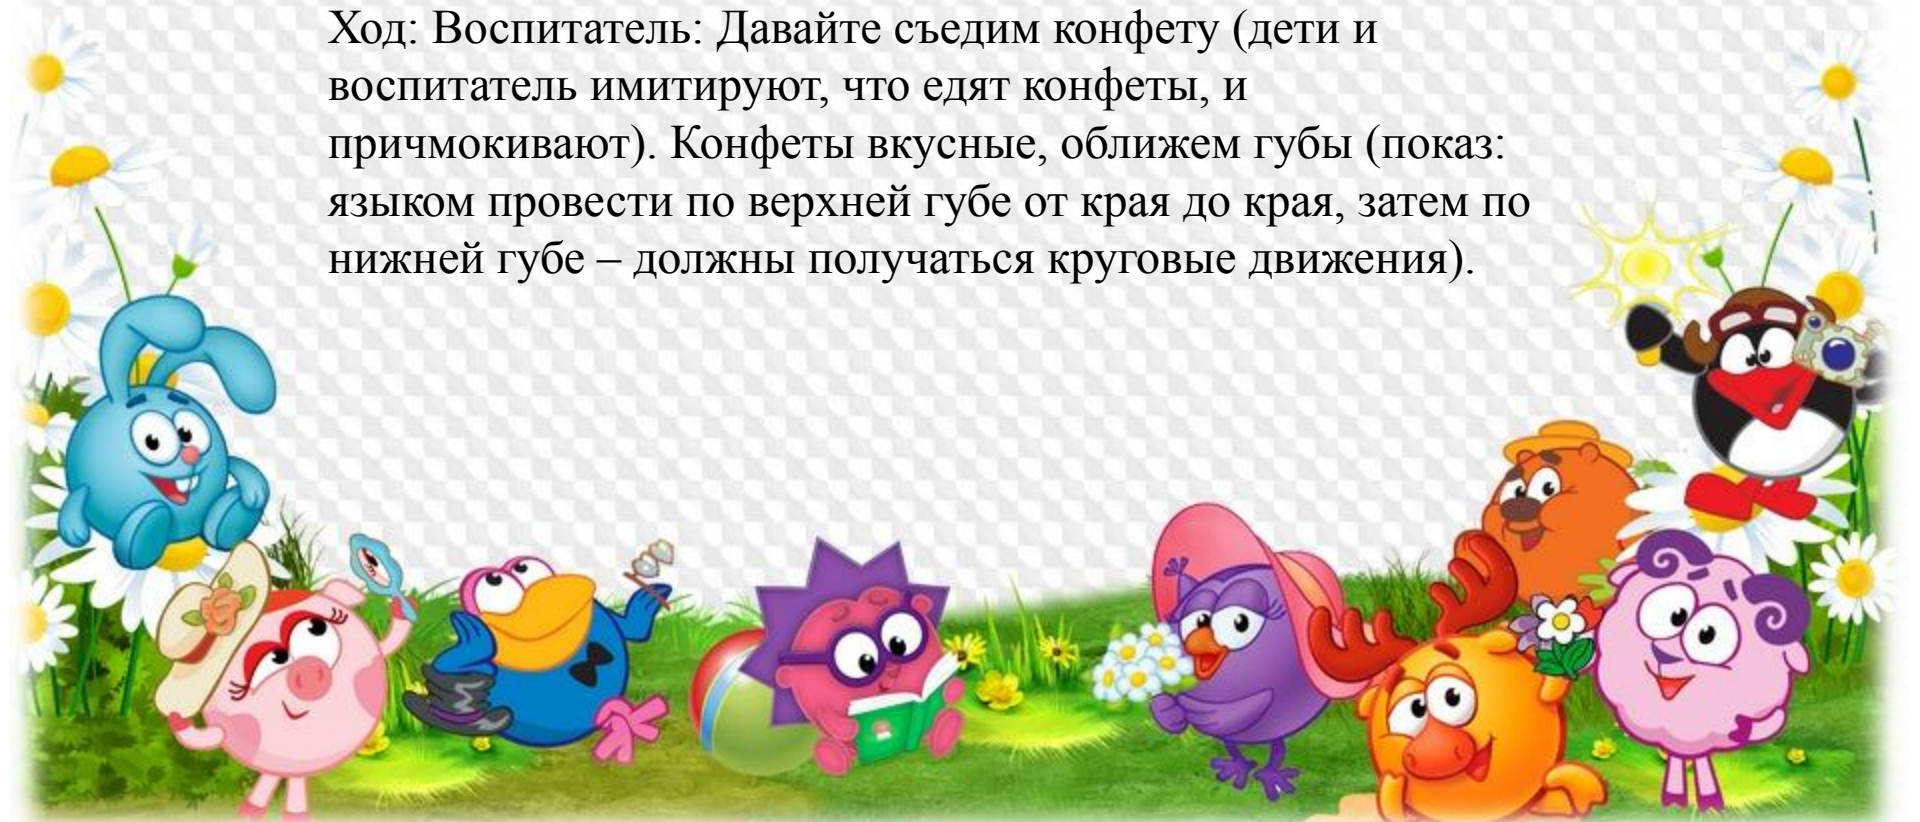 Ход: Воспитатель: Давайте съедим конфету (дети и
воспитатель имитируют, что едят конфеты, и
причмокивают). Конфеты вкусные, оближем губы (показ:
языком провести по верхней губе от края до края, затем по
нижней губе – должны получаться круговые движения).